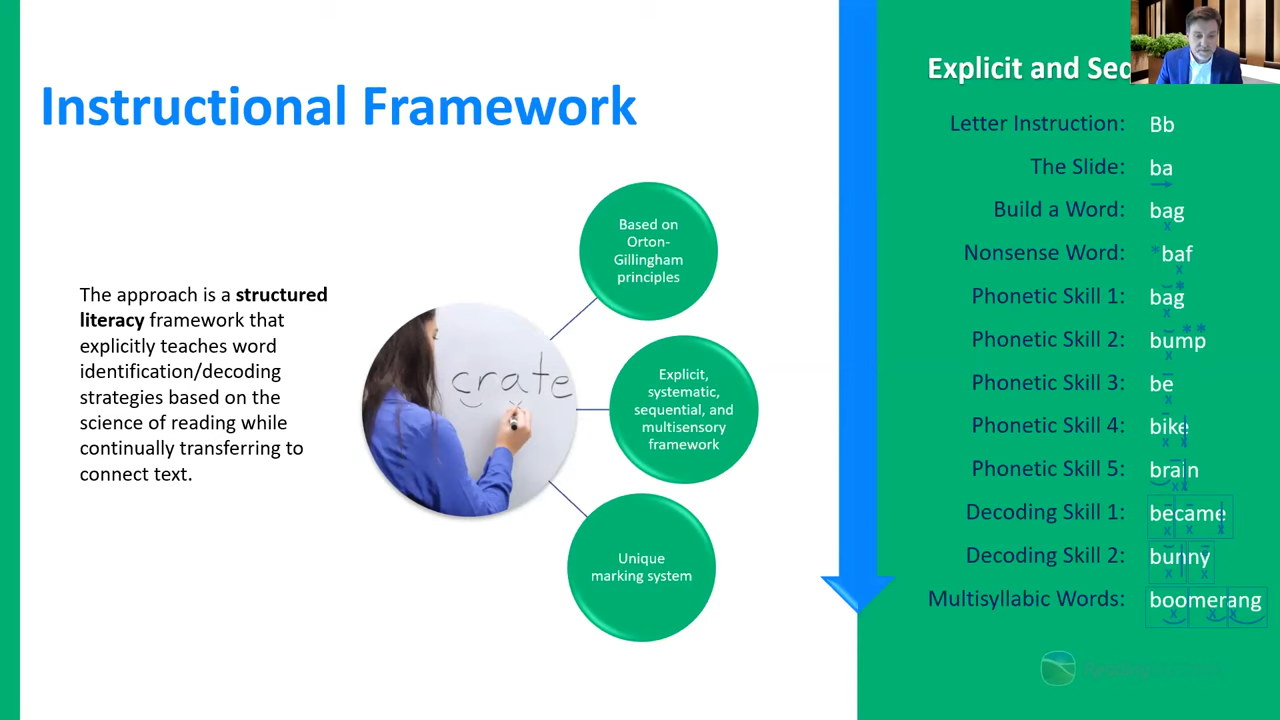 Instructional Framework
The approach is a structured
literacy framework that
explicitly teaches word
identification/decoding
strategies based on the
science of reading while
continually transferring to
connect text.
crate
Based on
Orton-
Gillingham
principles
Explicit,
systematic,
sequential, and
multisensory
framework
Unique
marking system
Explicit and
Letter Instruction: Bb
The Slide: ba
Build a Word: bag
Nonsense Word: *baf
Phonetic Skill 1: bag
Phonetic Skill 2: bump
Phonetic Skill 3: be
Phonetic Skill 4: bike
Phonetic Skill 5: brain
Decoding Skill 1: became
Decoding Skill 2: bunny
Multisyllabic Words: boomerang